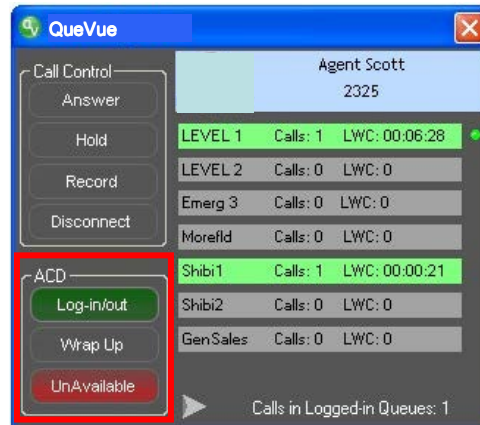 QueVue
Call Control
Answer
Hold
Record
Disconnect
ACD
Log-in/out
Wrap Up
UnAvailable
Agent Scott
2325
LEVEL 1 Calls: 1 LWC: 00:06:28
LEVEL 2 Calls: 0 LWC: 0
Emerg 3 Calls: 0 LWC: 0
Morefld Calls: 0 LWC: 0
Shibi1 Calls: 1 LWC: 00:00:21
Shibi2 Calls: 0 LWC: 0
GenSales Calls: 0 LWC: 0
Calls in Logged-in Queues: 1